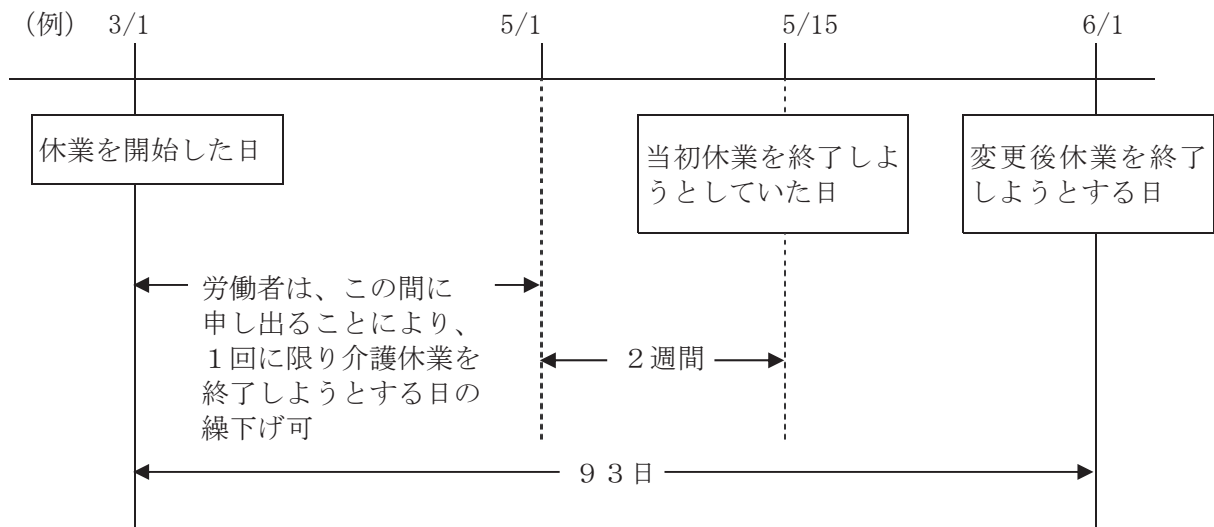 （例） 3/1 5/1 5/15 6/1
休業を開始した日
当初休業を終了しよ
うとしていた日
変更後休業を終了
しようとする日
労働者は、この間に
申し出ることにより、
１回に限り介護休業を
終了しようとする日の
繰下げ可
２週間
９３日